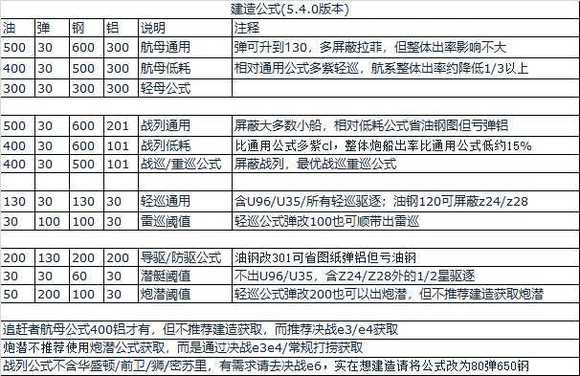 建造公式(5.4.0版本)
油 弹 钢 铝 说明 注释
500 30 600 300 航母通用 弹可升到130，多屏蔽拉菲，但整体出率影响不大
400 30 500 300 航母低耗 相对通用公式多紫轻巡，航系整体出率约降低1/3以上
300 30 300 300 轻母公式
500 30 600 201 战列通用 屏蔽大多数小船，相对低耗公式省油钢图但亏弹铝
400 30 600 101 战列低耗 比通用公式多紫cl，整体炮船出率比通用公式低约15%
400 30 500 101 战巡/重巡公式 屏蔽战列，最优战巡重巡公式
130 30 130 30 轻巡通用 含U96/U35/所有轻巡驱逐；油钢120可屏蔽z24/z28
30 100 100 30 雷巡阈值 轻巡公式弹改100也可顺带出雷巡
200 130 200 200 导驱/防驱公式 油钢改301可省图纸弹铝但亏油钢
30 30 60 30 潜艇阈值 不出U96/U35，含Z24/Z28外的1/2星驱逐
50 200 100 30 炮潜阈值 轻巡公式弹改200也可以出炮潜，但不推荐建造获取炮潜
追赶者航母公式400铝才有，但不推荐建造获取，而推荐决战e3/e4获取
炮潜不推荐使用炮潜公式获取，而是通过决战e3e4/常规打捞获取
战列公式不含华盛顿/前卫/狮/密苏里，有需求请去决战e6，实在想建造请将公式改为80弹650钢